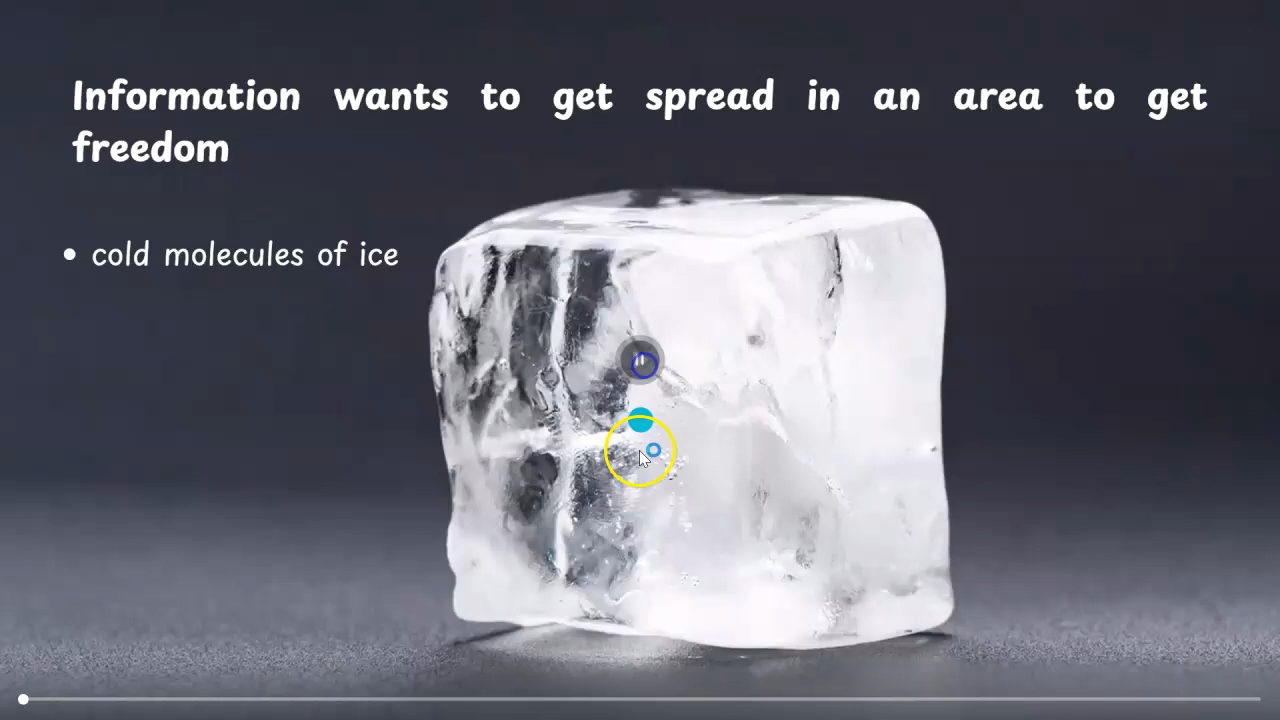 Information wants to get spread in an area to get
freedom
• cold molecules of ice